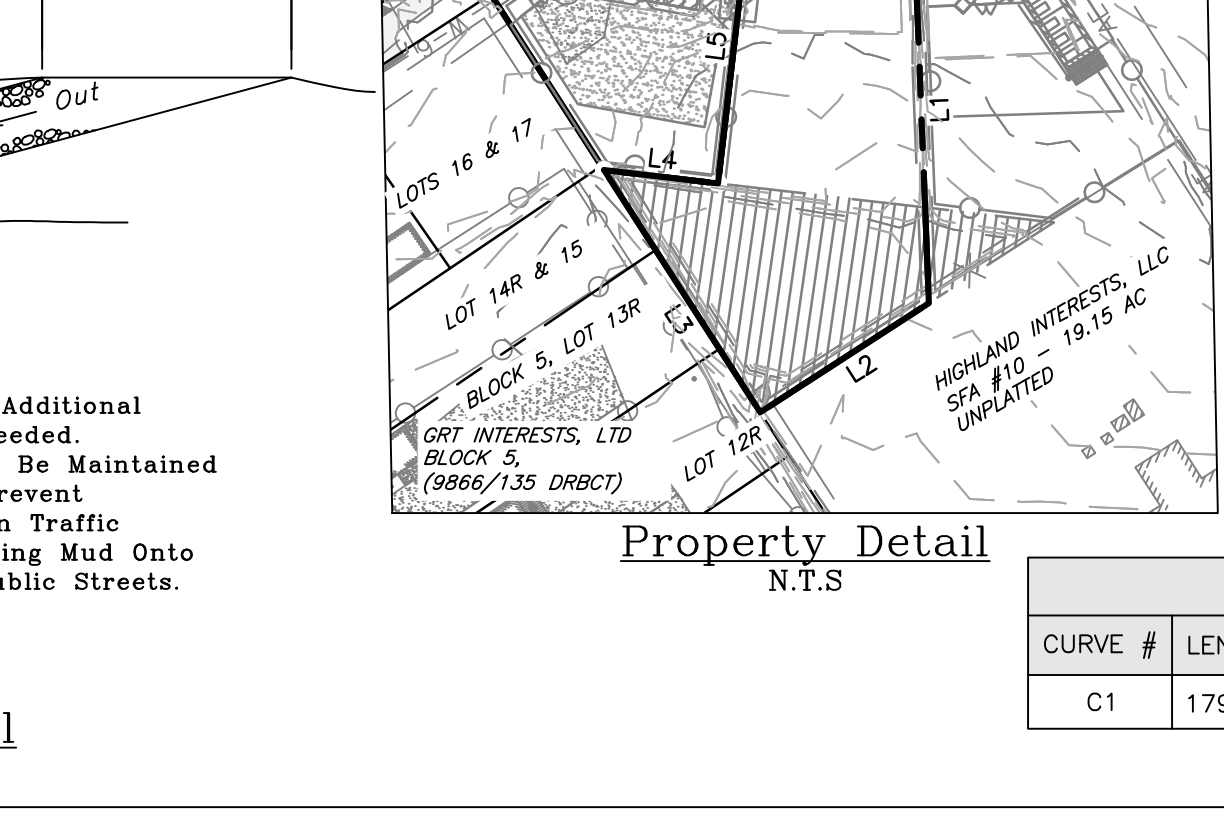 Out
LOTS 16 & 17
L5
L4
L1
LOT 14R & 15
BLOCK 5, LOT 13R
L3
L2
HIGHLAND INTERESTS, LLC
SFA #10 – 19.15 AC
UNPLATTED
GRT INTERESTS, LTD
BLOCK 5,
(9866/135 DRBCT)
LOT 12R
Additional
eeded.
Be Maintained
revent
n Traffic
ing Mud Onto
ublic Streets.
Property Detail
N.T.S
CURVE #
LEN
C1
179
l